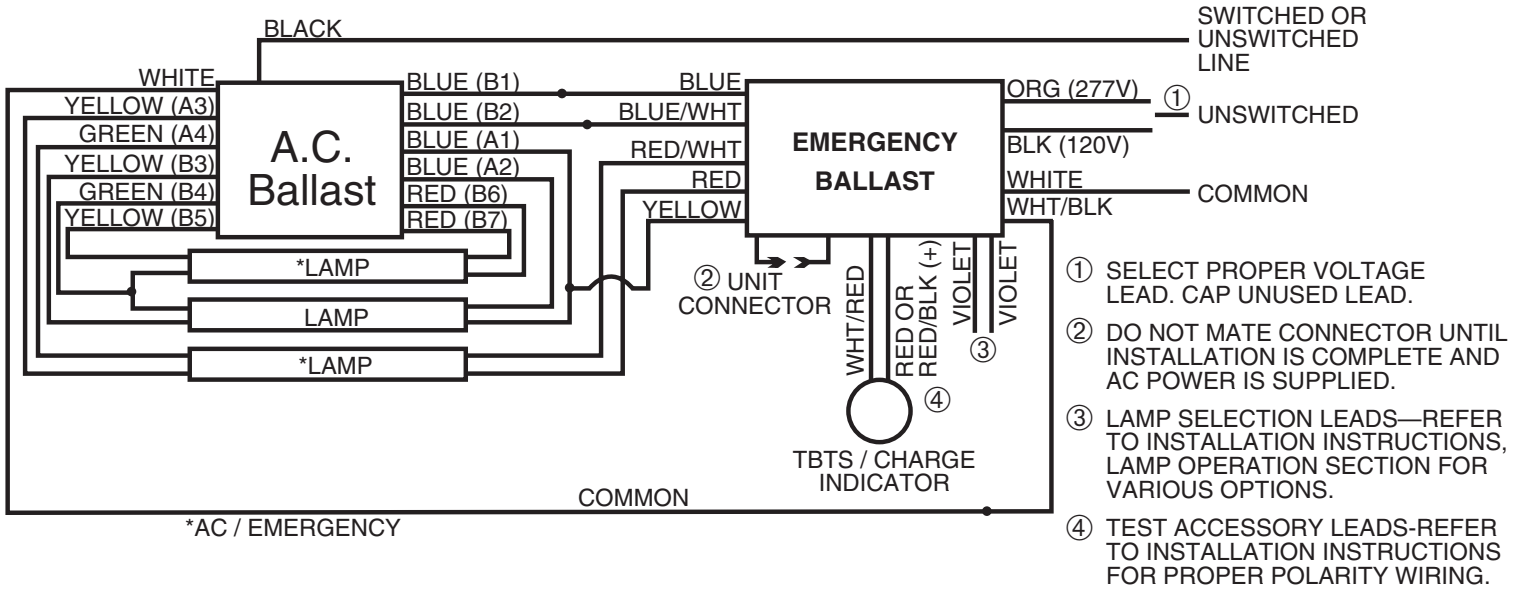 BLACK
SWITCHED OR
UNSWITCHED
LINE
WHITE
YELLOW (A3)
GREEN (A4)
YELLOW (B3)
GREEN (B4)
YELLOW (B5)
A.C.
Ballast
BLUE (B1)
BLUE (B2)
BLUE (A1)
BLUE (A2)
RED (B6)
RED (B7)
BLUE
BLUE/WHT
RED/WHT
RED
YELLOW
EMERGENCY
BALLAST
ORG (277V)
① UNSWITCHED
BLK (120V)
WHITE
COMMON
WHT/BLK
*LAMP
LAMP
*LAMP
② UNIT
CONNECTOR
WHT/RED
RED OR
RED/BLK (+)
VIOLET
VIOLET
③
④
TBTS / CHARGE
INDICATOR
COMMON
*AC / EMERGENCY
① SELECT PROPER VOLTAGE
LEAD. CAP UNUSED LEAD.
② DO NOT MATE CONNECTOR UNTIL
INSTALLATION IS COMPLETE AND
AC POWER IS SUPPLIED.
③ LAMP SELECTION LEADS—REFER
TO INSTALLATION INSTRUCTIONS,
LAMP OPERATION SECTION FOR
VARIOUS OPTIONS.
④ TEST ACCESSORY LEADS-REFER
TO INSTALLATION INSTRUCTIONS
FOR PROPER POLARITY WIRING.